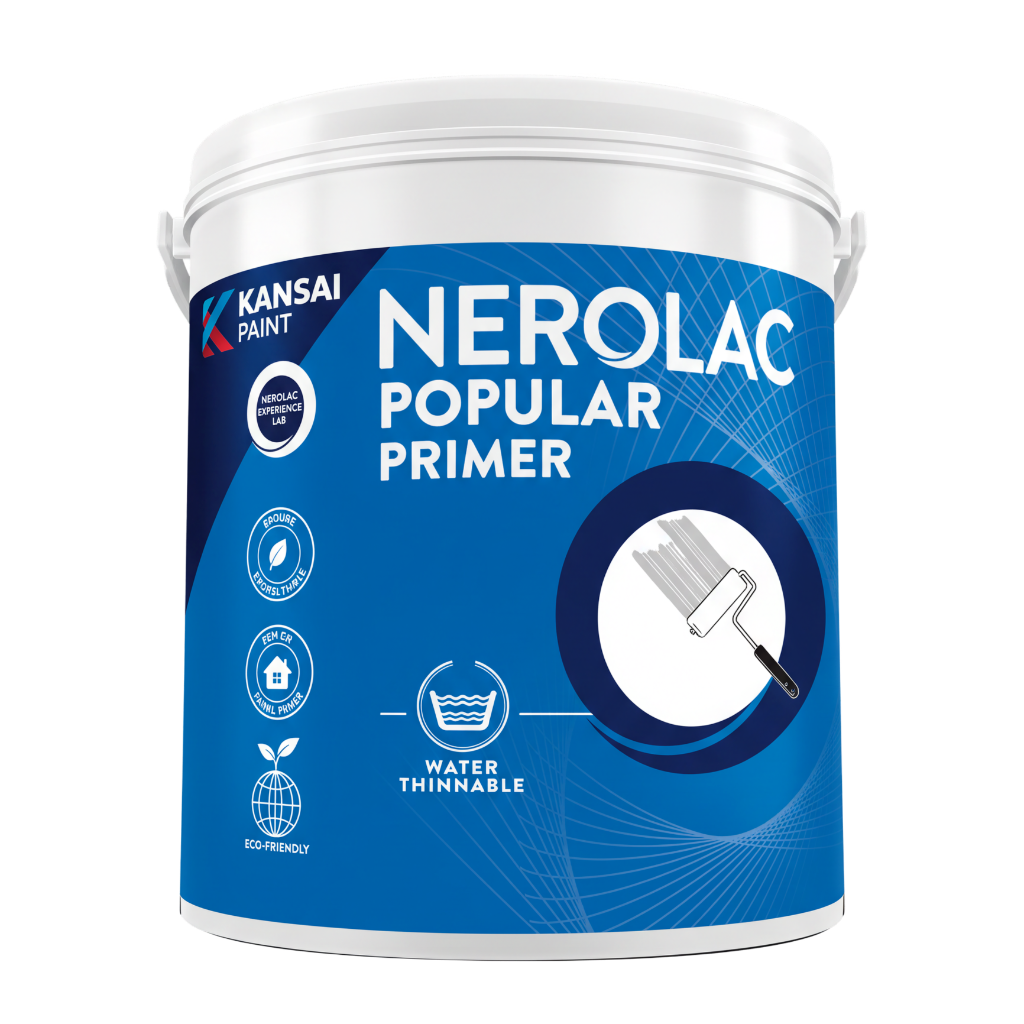 KANSAI
PAINT
NEROLAC
POPULAR
PRIMER
NEROLAC
EXPERIENCE
LAB
WATER
THINNABLE
ECO-FRIENDLY